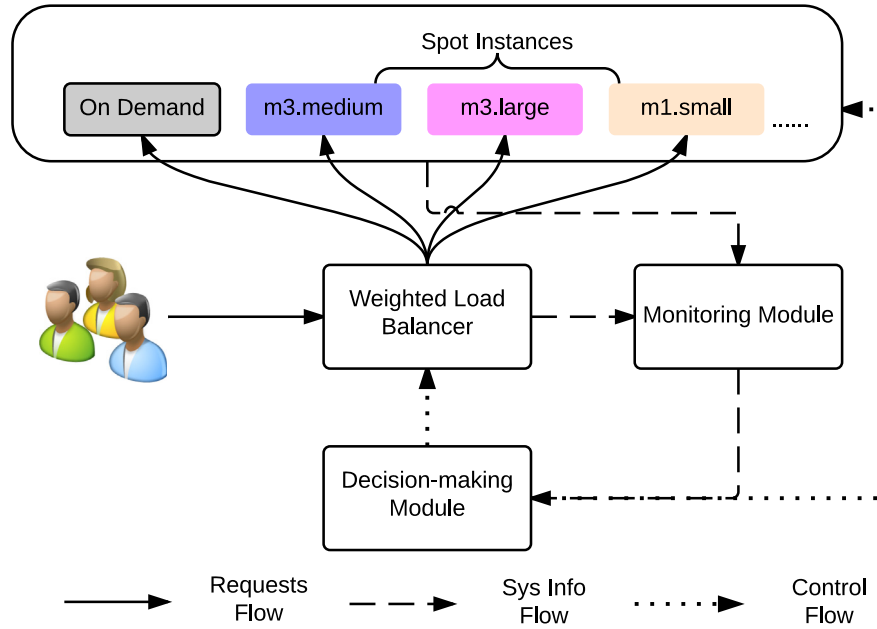 Spot Instances
On Demand
m3.medium
m3.large
m1.small
......
Weighted Load
Balancer
Monitoring Module
Decision-making
Module
Requests
Flow
Sys Info
Flow
Control
Flow